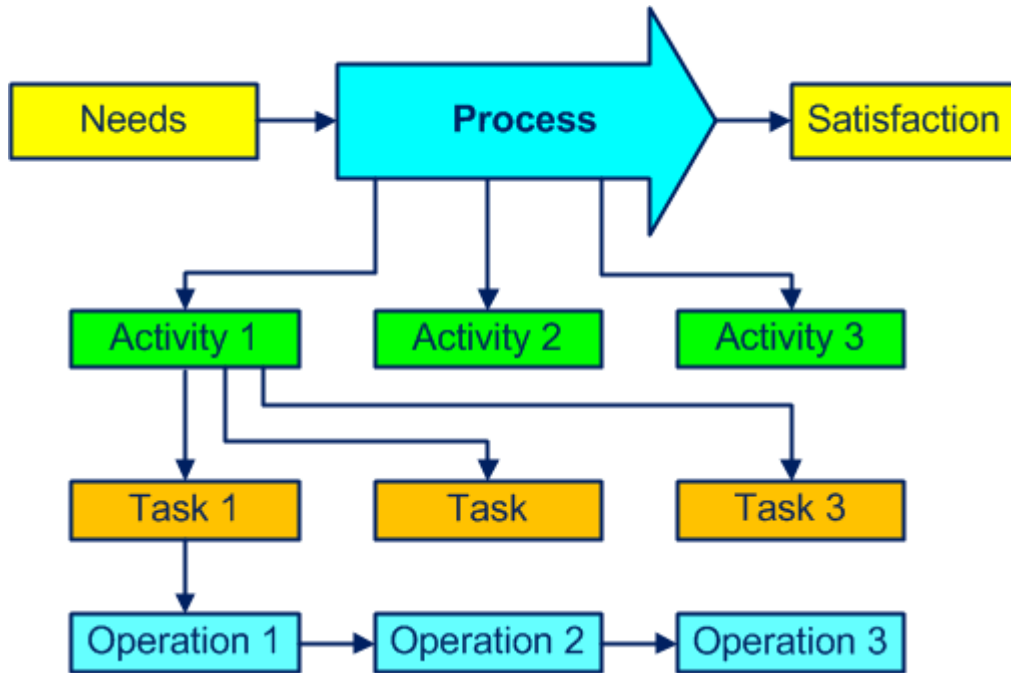 Needs
Process
Satisfaction
Activity 1
Activity 2
Activity 3
Task 1
Task
Task 3
Operation 1
Operation 2
Operation 3